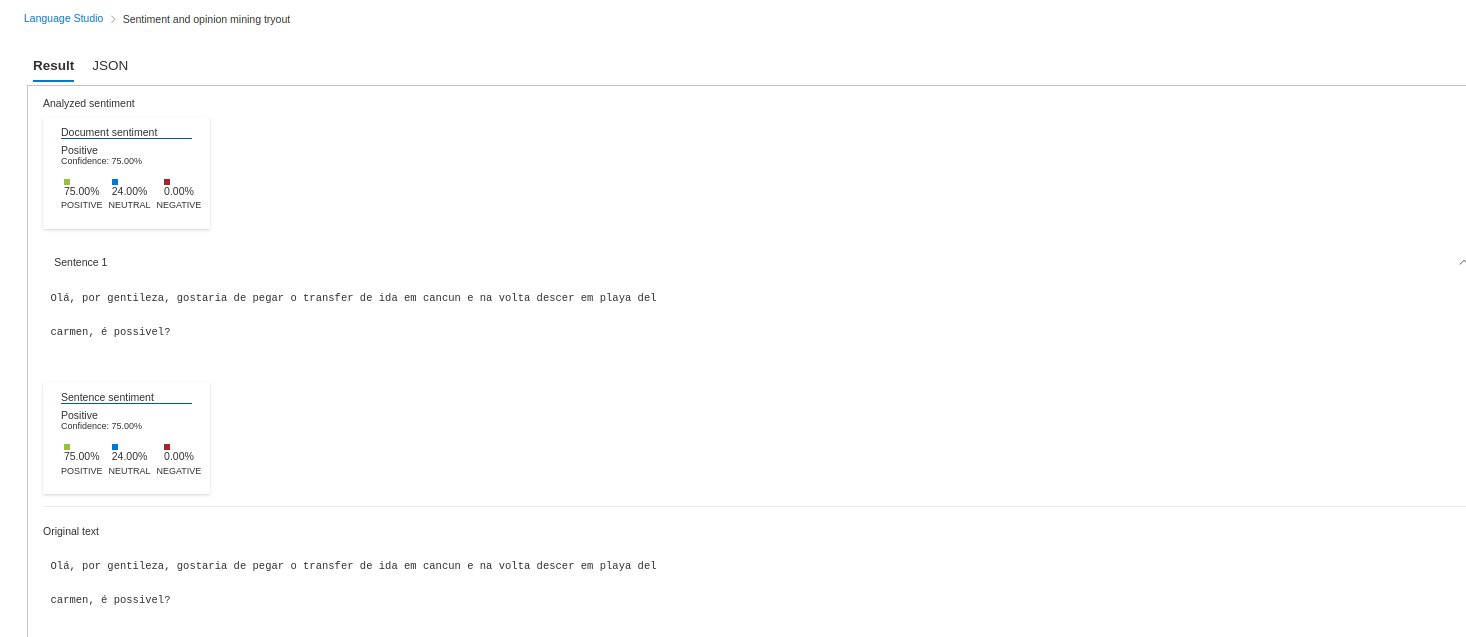 Language Studio > Sentiment and opinion mining tryout
Result JSON
Analyzed sentiment
Document sentiment
Positive
Confidence: 75.00%
75.00% 24.00% 0.00%
POSITIVE NEUTRAL NEGATIVE
Sentence 1
Olá, por gentileza, gostaria de pegar o transfer de ida em cancun e na volta descer em playa del
carmen, é possivel?
Sentence sentiment
Positive
Confidence: 75.00%
75.00% 24.00% 0.00%
POSITIVE NEUTRAL NEGATIVE
Original text
Olá, por gentileza, gostaria de pegar o transfer de ida em cancun e na volta descer em playa del
carmen, é possivel?